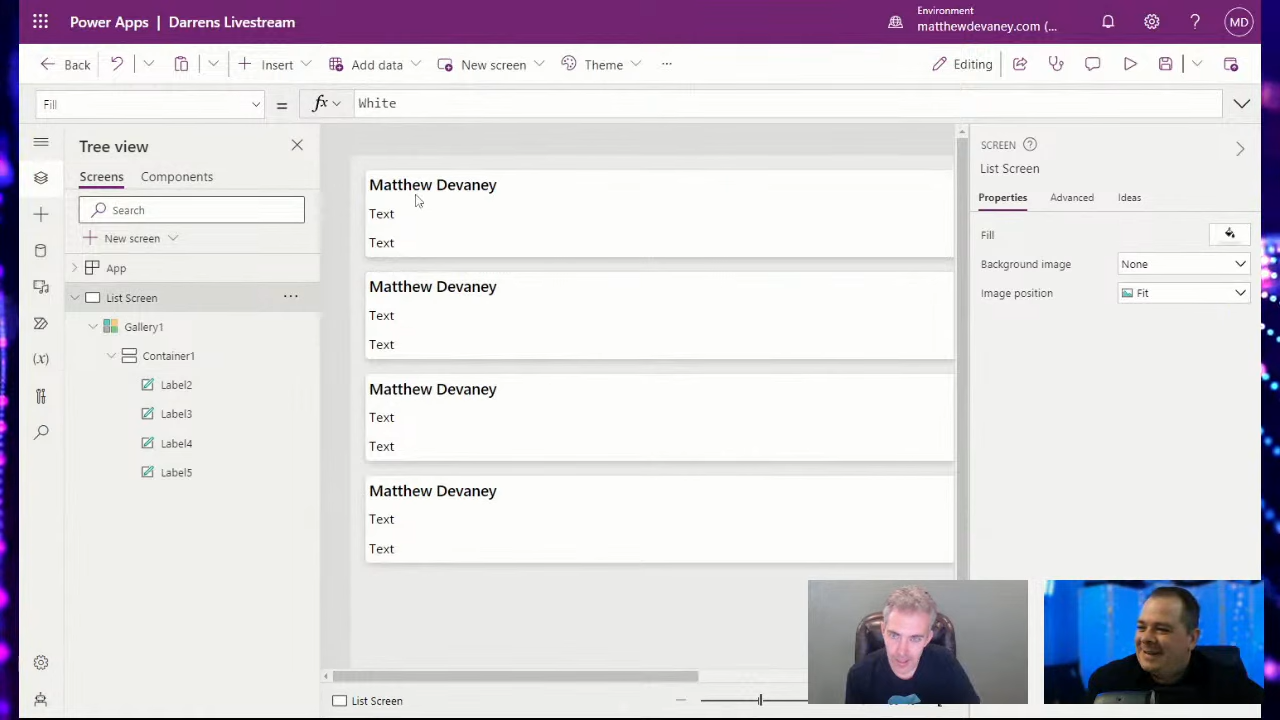 Power Apps | Darrens Livestream
Environment
matthewdevaney.com (...
MD
Back
Insert
Add data
New screen
Theme
...
Editing
Fill
=
fx
White
Tree view
Screens
Components
Search
New screen
App
List Screen
...
Gallery1
Container1
Label2
Label3
Label4
Label5
Matthew Devaney
Text
Text
Matthew Devaney
Text
Text
Matthew Devaney
Text
Text
Matthew Devaney
Text
Text
List Screen
SCREEN
List Screen
Properties
Advanced
Ideas
Fill
Background image
None
Image position
Fit